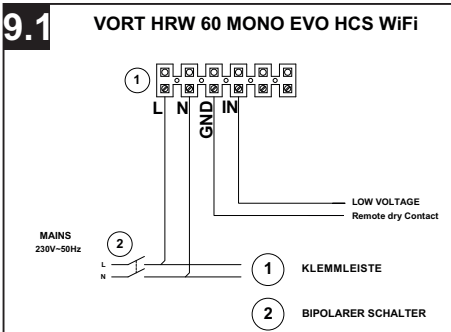 9.1 VORT HRW 60 MONO EVO HCS WiFi
1
L N GND IN
LOW VOLTAGE
Remote dry Contact
MAINS
230V~50Hz
2
L
N
1 KLEMMLEISTE
2 BIPOLARER SCHALTER